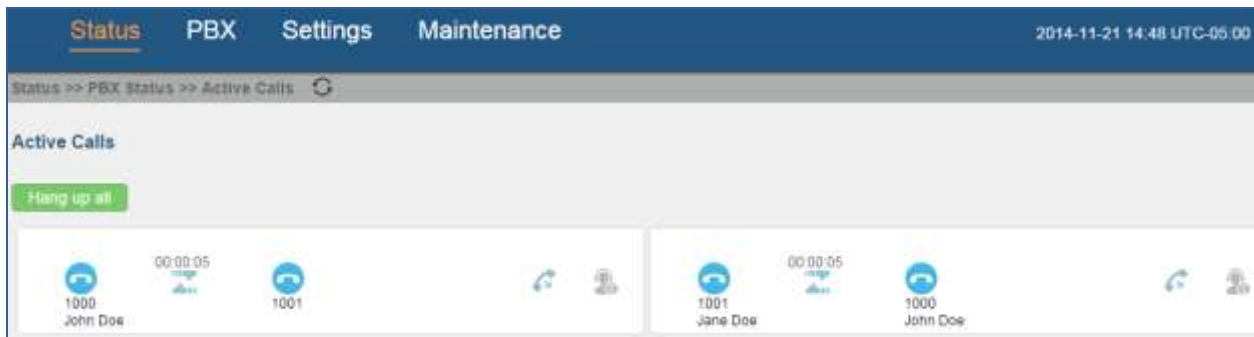 Status PBX Settings Maintenance 2014-11-21 14:48 UTC-05:00
Status >> PBX Status >> Active Calls
Active Calls
Hang up all
00:00:05 00:00:05
1000 1001 1001 1000
John Doe Jane Doe John Doe